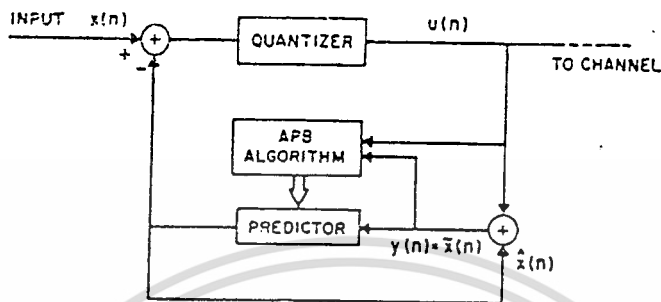 INPUT x(n)
+
+
-
QUANTIZER
u(n)
TO CHANNEL
APB
ALGORITHM
PREDICTOR
y(n)= x̃(n)
+
x̂(n)